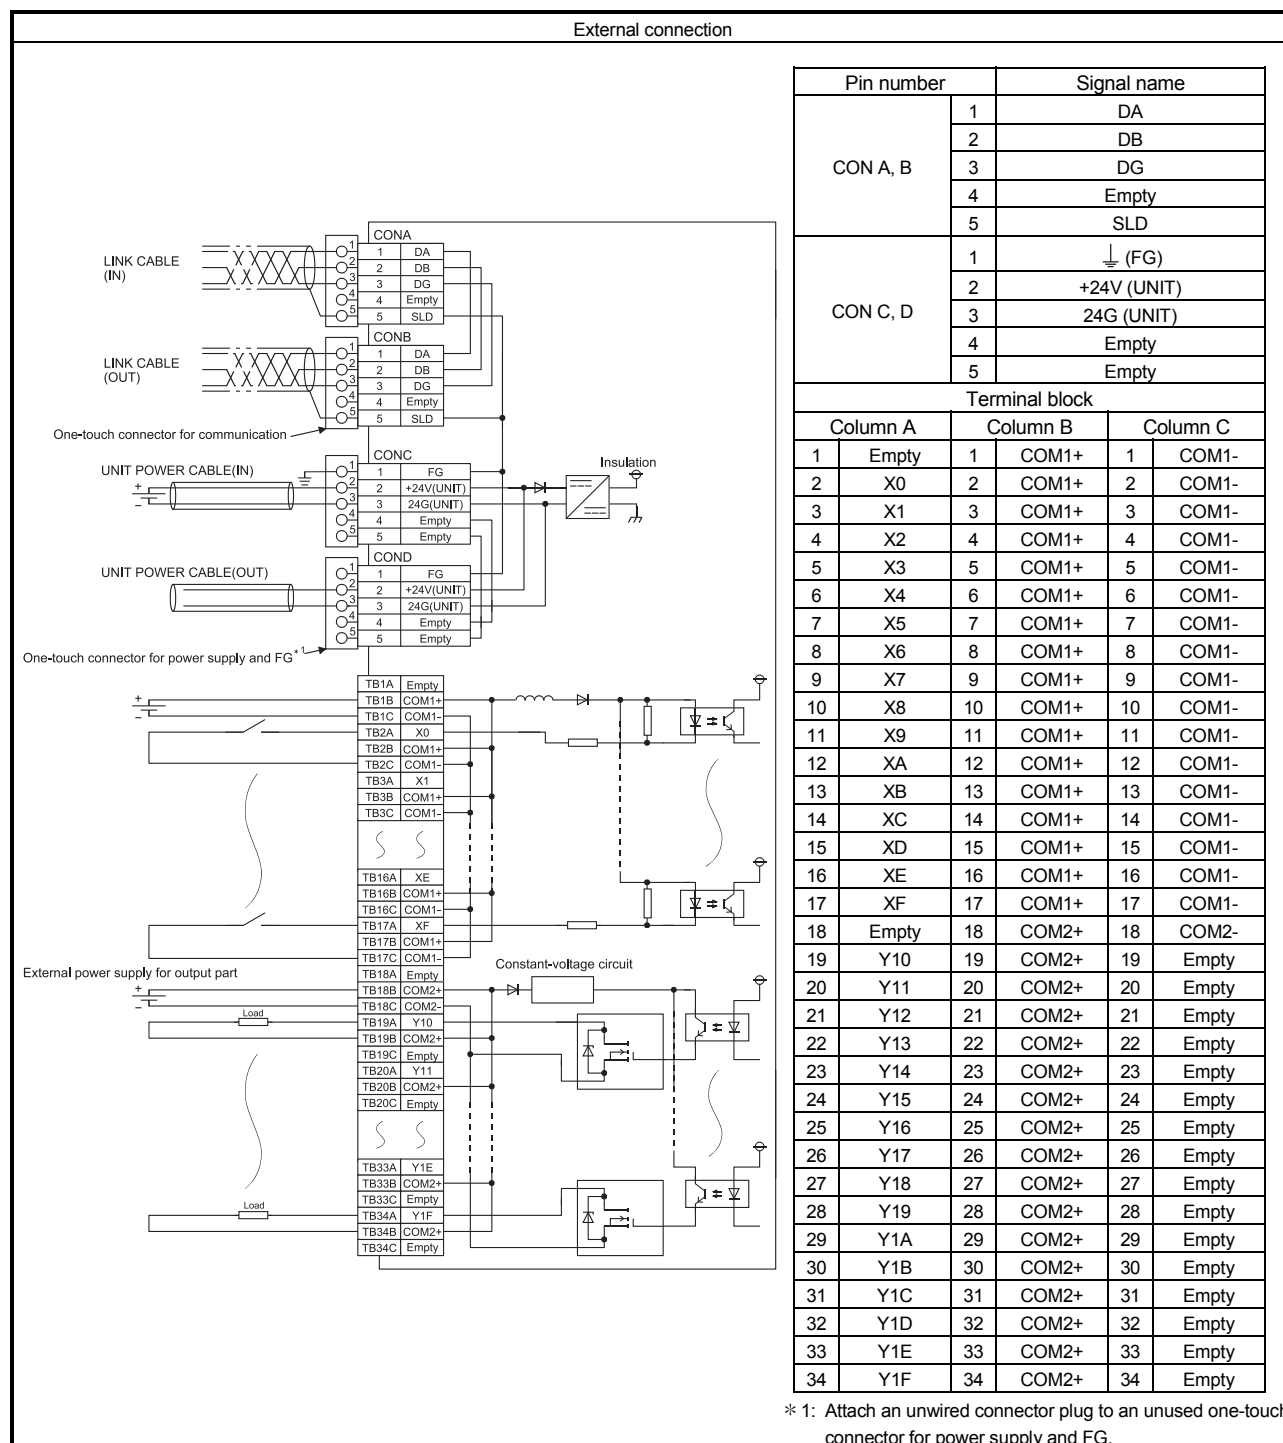 External connection
LINK CABLE
(IN)
CONA
1
2
3
4
5
1 DA
2 DB
3 DG
4 Empty
5 SLD
LINK CABLE
(OUT)
CONB
1
2
3
4
5
1 DA
2 DB
3 DG
4 Empty
5 SLD
One-touch connector for communication
UNIT POWER CABLE(IN)
+
−
CONC
1
2
3
4
5
1 FG
2 +24V(UNIT)
3 24G(UNIT)
4 Empty
5 Empty
Insulation
UNIT POWER CABLE(OUT)
COND
1
2
3
4
5
1 FG
2 +24V(UNIT)
3 24G(UNIT)
4 Empty
5 Empty
One-touch connector for power supply and FG*1
+
−
TB1A Empty
TB1B COM1+
TB1C COM1-
TB2A X0
TB2B COM1+
TB2C COM1-
TB3A X1
TB3B COM1+
TB3C COM1-
TB16A XE
TB16B COM1+
TB16C COM1-
TB17A XF
TB17B COM1+
TB17C COM1-
External power supply for output part
+
−
Constant-voltage circuit
TB18A Empty
TB18B COM2+
TB18C COM2-
Load
TB19A Y10
TB19B COM2+
TB19C Empty
TB20A Y11
TB20B COM2+
TB20C Empty
TB33A Y1E
TB33B COM2+
TB33C Empty
Load
TB34A Y1F
TB34B COM2+
TB34C Empty
Pin number Signal name
CON A, B
1 DA
2 DB
3 DG
4 Empty
5 SLD
CON C, D
1 (FG)
2 +24V (UNIT)
3 24G (UNIT)
4 Empty
5 Empty
Terminal block
Column A Column B Column C
1 Empty 1 COM1+ 1 COM1-
2 X0 2 COM1+ 2 COM1-
3 X1 3 COM1+ 3 COM1-
4 X2 4 COM1+ 4 COM1-
5 X3 5 COM1+ 5 COM1-
6 X4 6 COM1+ 6 COM1-
7 X5 7 COM1+ 7 COM1-
8 X6 8 COM1+ 8 COM1-
9 X7 9 COM1+ 9 COM1-
10 X8 10 COM1+ 10 COM1-
11 X9 11 COM1+ 11 COM1-
12 XA 12 COM1+ 12 COM1-
13 XB 13 COM1+ 13 COM1-
14 XC 14 COM1+ 14 COM1-
15 XD 15 COM1+ 15 COM1-
16 XE 16 COM1+ 16 COM1-
17 XF 17 COM1+ 17 COM1-
18 Empty 18 COM2+ 18 COM2-
19 Y10 19 COM2+ 19 Empty
20 Y11 20 COM2+ 20 Empty
21 Y12 21 COM2+ 21 Empty
22 Y13 22 COM2+ 22 Empty
23 Y14 23 COM2+ 23 Empty
24 Y15 24 COM2+ 24 Empty
25 Y16 25 COM2+ 25 Empty
26 Y17 26 COM2+ 26 Empty
27 Y18 27 COM2+ 27 Empty
28 Y19 28 COM2+ 28 Empty
29 Y1A 29 COM2+ 29 Empty
30 Y1B 30 COM2+ 30 Empty
31 Y1C 31 COM2+ 31 Empty
32 Y1D 32 COM2+ 32 Empty
33 Y1E 33 COM2+ 33 Empty
34 Y1F 34 COM2+ 34 Empty
＊1: Attach an unwired connector plug to an unused one-touch
connector for power supply and FG.